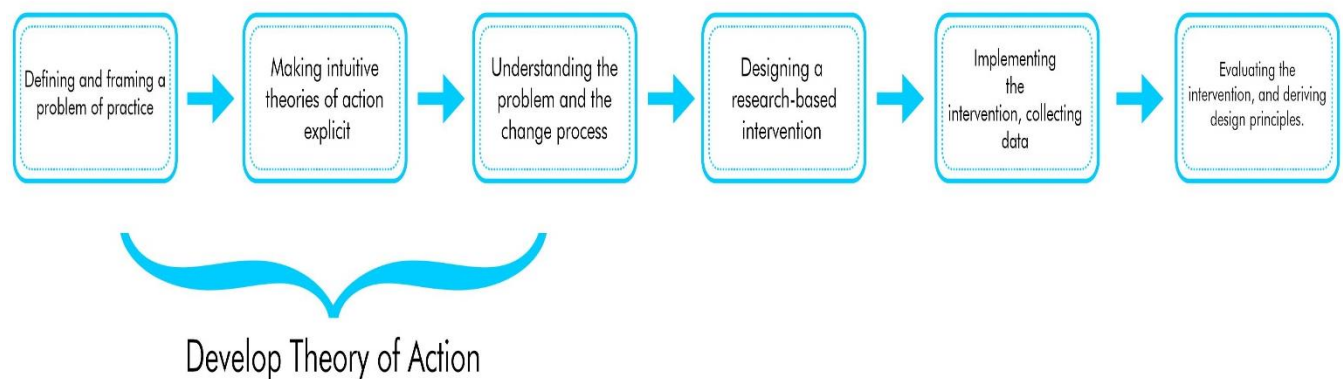 Defining and framing a
problem of practice
Making intuitive
theories of action
explicit
Understanding the
problem and the
change process
Designing a
research-based
intervention
Implementing
the
intervention, collecting
data
Evaluating the
intervention, and deriving
design principles.
Develop Theory of Action